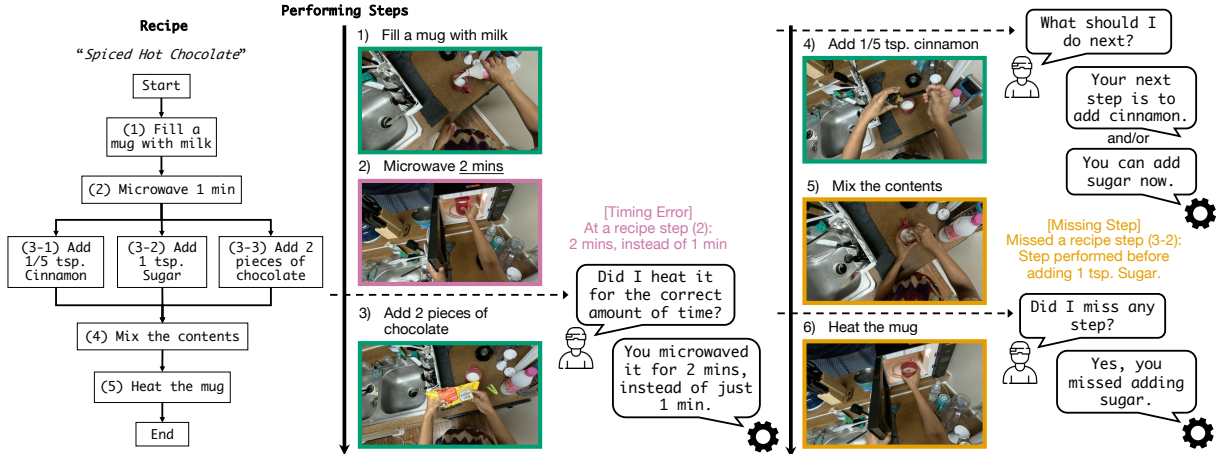 Recipe
"Spiced Hot Chocolate"
Start
(1) Fill a
mug with milk
(2) Microwave 1 min
(3-1) Add
1/5 tsp.
Cinnamon
(3-2) Add
1 tsp.
Sugar
(3-3) Add 2
pieces of
chocolate
(4) Mix the contents
(5) Heat the mug
End
Performing Steps
1) Fill a mug with milk
2) Microwave 2 mins
[Timing Error]
At a recipe step (2):
2 mins, instead of 1 min
Did I heat it
for the correct
amount of time?
3) Add 2 pieces of
chocolate
You microwaved
it for 2 mins,
instead of just
1 min.
4) Add 1/5 tsp. cinnamon
What should I
do next?
Your next
step is to
add cinnamon.
and/or
You can add
sugar now.
5) Mix the contents
[Missing Step]
Missed a recipe step (3-2):
Step performed before
adding 1 tsp. Sugar.
Did I miss any
step?
6) Heat the mug
Yes, you
missed adding
sugar.